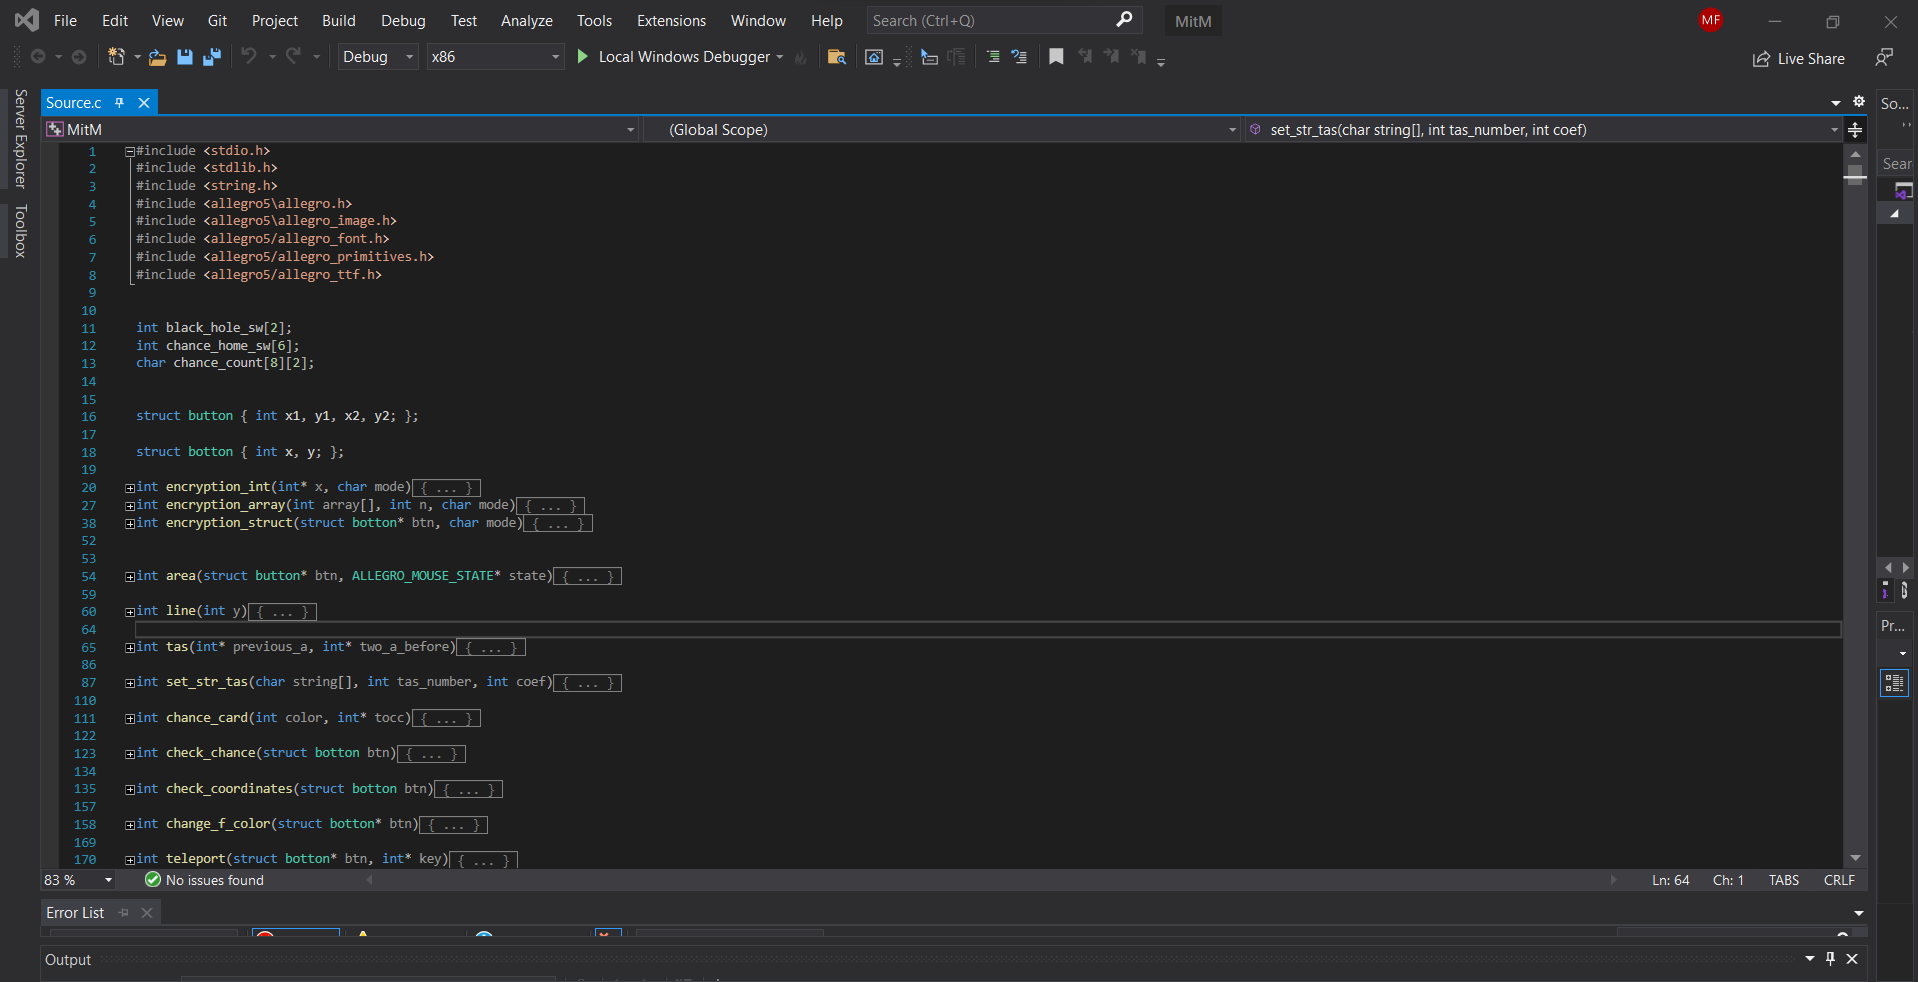 File Edit View Git Project Build Debug Test Analyze Tools Extensions Window Help Search (Ctrl+Q) MitM MF
Debug x86 Local Windows Debugger Live Share
Server Explorer
Toolbox
Source.c So...
MitM (Global Scope) set_str_tas(char string[], int tas_number, int coef)
Sear
1 #include <stdio.h>
2 #include <stdlib.h>
3 #include <string.h>
4 #include <allegro5\allegro.h>
5 #include <allegro5\allegro_image.h>
6 #include <allegro5/allegro_font.h>
7 #include <allegro5/allegro_primitives.h>
8 #include <allegro5/allegro_ttf.h>
9
10
11 int black_hole_sw[2];
12 int chance_home_sw[6];
13 char chance_count[8][2];
14
15
16 struct button { int x1, y1, x2, y2; };
17
18 struct botton { int x, y; };
19
20 int encryption_int(int* x, char mode){ ... }
27 int encryption_array(int array[], int n, char mode){ ... }
38 int encryption_struct(struct botton* btn, char mode){ ... }
52
53
54 int area(struct button* btn, ALLEGRO_MOUSE_STATE* state){ ... }
59
60 int line(int y){ ... }
64
65 int tas(int* previous_a, int* two_a_before){ ... }
86
87 int set_str_tas(char string[], int tas_number, int coef){ ... }
110
111 int chance_card(int color, int* tocc){ ... }
122
123 int check_chance(struct botton btn){ ... }
134
135 int check_coordinates(struct botton btn){ ... }
157
158 int change_f_color(struct botton* btn){ ... }
169
170 int teleport(struct botton* btn, int* key){ ... }
Pr...
83 % No issues found Ln: 64 Ch: 1 TABS CRLF
Error List
Output